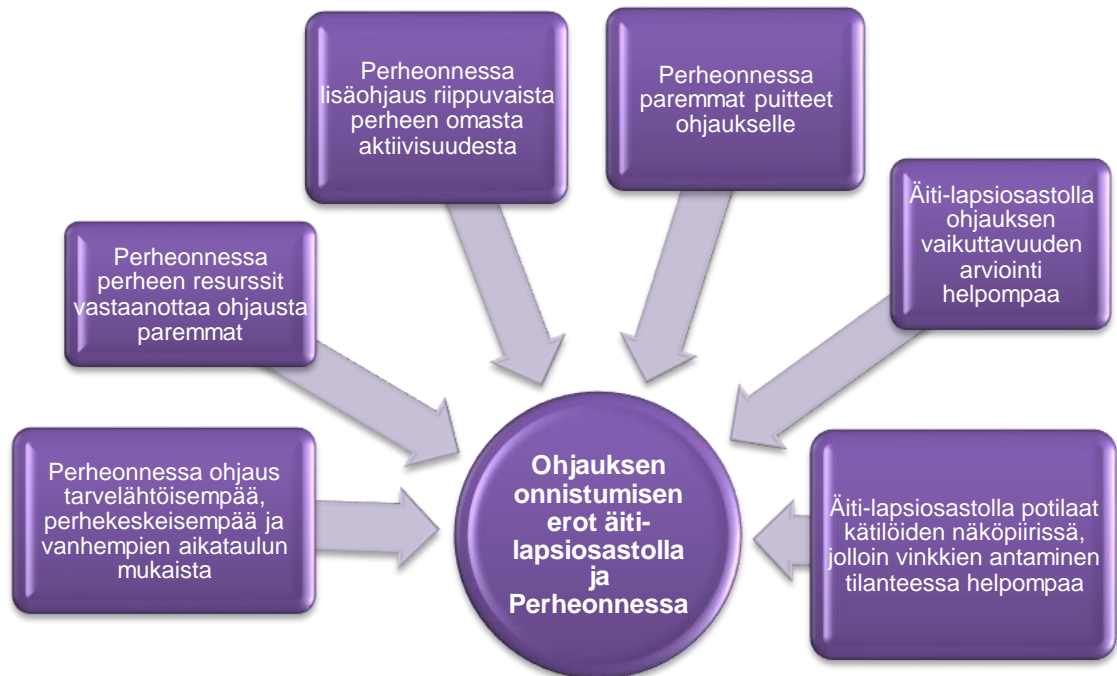 Perheonnessa
lisäohjaus riippuvaista
perheen omasta
aktiivisuudesta
Perheonnessa
paremmat puitteet
ohjaukselle
Äiti-lapsiosastolla
ohjauksen
vaikuttavuuden
arviointi
helpompaa
Perheonnessa
perheen resurssit
vastaanottaa ohjausta
paremmat
Perheonnessa ohjaus
tarvelähtöisempää,
perhekeskeisempää ja
vanhempien aikataulun
mukaista
Ohjauksen
onnistumisen
erot äiti-
lapsiosastolla
ja
Perheonnessa
Äiti-lapsiosastolla potilaat
kätilöiden näköpiirissä,
jolloin vinkkien antaminen
tilanteessa helpompaa